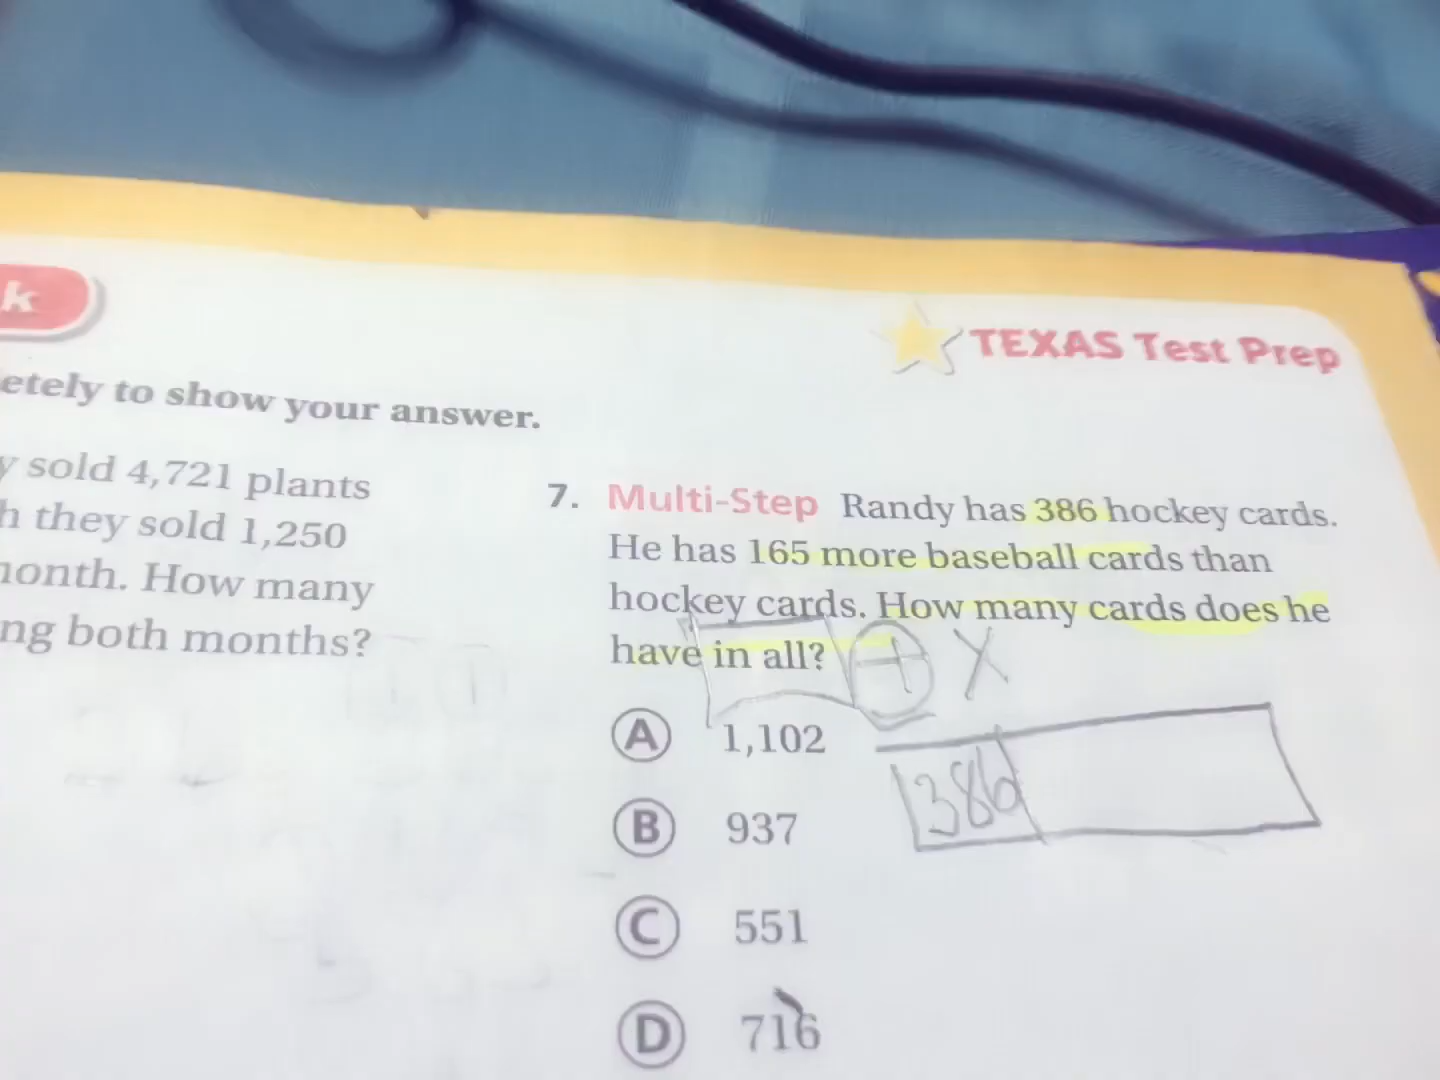 k
TEXAS Test Prep
etely to show your answer.
y sold 4,721 plants
h they sold 1,250
nonth. How many
ng both months?
7. Multi-Step Randy has 386 hockey cards.
He has 165 more baseball cards than
hockey cards. How many cards does he
have in all?
+ X
A 1,102
386
B 937
C 551
D 716